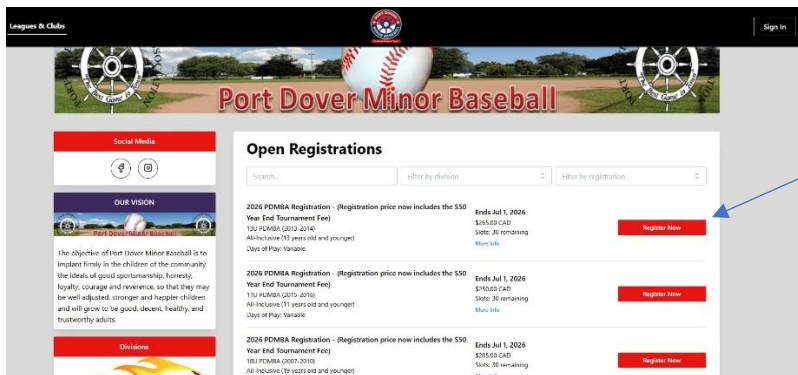 Leagues & Clubs
Sign In
Port Dover Minor Baseball
Social Media
OUR VISION
Port Dover Minor Baseball
The objective of Port Dover Minor Baseball is to
implant firmly in the children of the community
the ideals of good sportsmanship, honesty,
loyalty, courage and reverence, so that they may
be well adjusted, stronger and happier children
and will grow to be good, decent, healthy, and
trustworthy adults.
Divisions
Open Registrations
Search...
Filter by division
Filter by registration
2026 PDMBA Registration - (Registration price now includes the $50
Year End Tournament Fee)
13U PDMBA (2013-2014)
All-Inclusive (13 years old and younger)
Days of Play: Variable
Ends Jul 1, 2026
$265.00 CAD
Slots: 30 remaining
More Info
Register Now
2026 PDMBA Registration - (Registration price now includes the $50
Year End Tournament Fee)
11U PDMBA (2015-2016)
All-Inclusive (11 years old and younger)
Days of Play: Variable
Ends Jul 1, 2026
$250.00 CAD
Slots: 30 remaining
More Info
Register Now
2026 PDMBA Registration - (Registration price now includes the $50
Year End Tournament Fee)
18U PDMBA (2007-2010)
All-Inclusive (19 years old and younger)
Ends Jul 1, 2026
$285.00 CAD
Slots: 30 remaining
Register Now